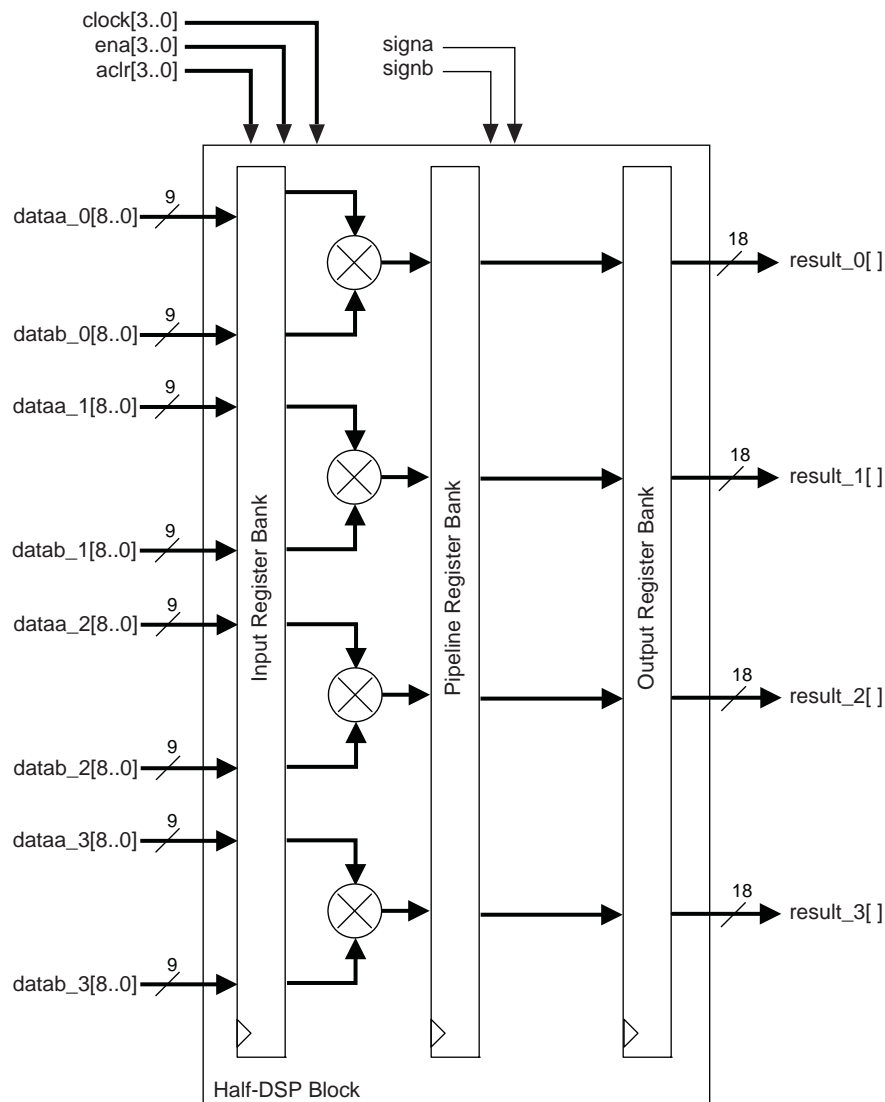 clock[3..0]
ena[3..0]
aclr[3..0]
signa
signb
dataa_0[8..0]
9
datab_0[8..0]
9
dataa_1[8..0]
9
datab_1[8..0]
9
dataa_2[8..0]
9
datab_2[8..0]
9
dataa_3[8..0]
9
datab_3[8..0]
9
Input Register Bank
Pipeline Register Bank
Output Register Bank
18
result_0[ ]
18
result_1[ ]
18
result_2[ ]
18
result_3[ ]
Half-DSP Block